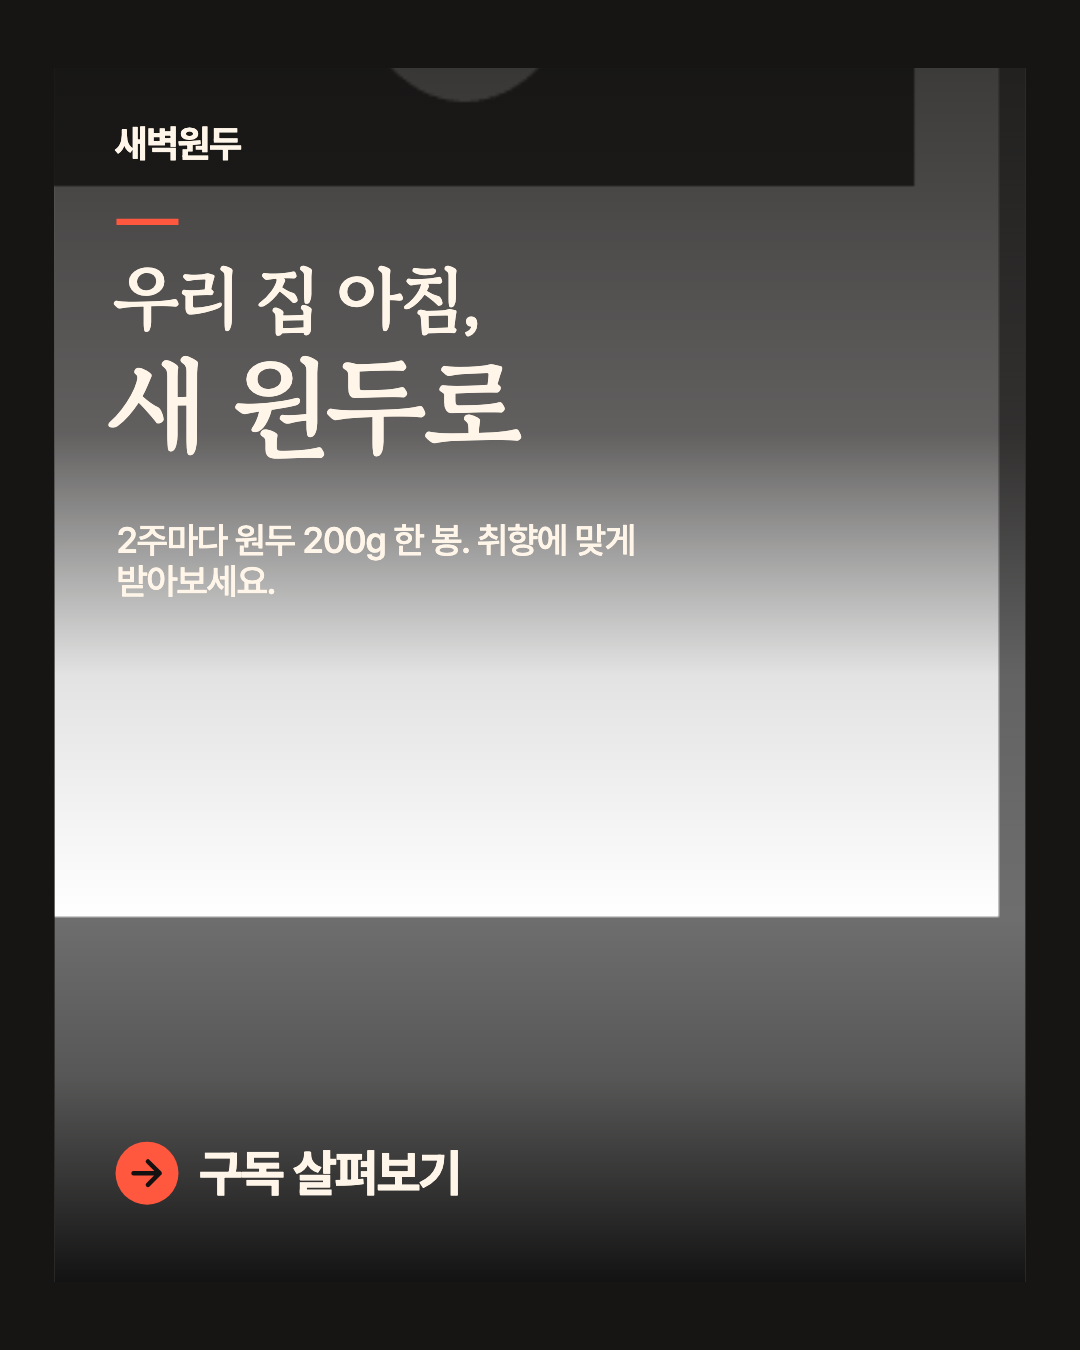 새벽원두
우리 집 아침,
새 원두로
2주마다 원두 200g 한 봉. 취향에 맞게
받아보세요.
구독 살펴보기